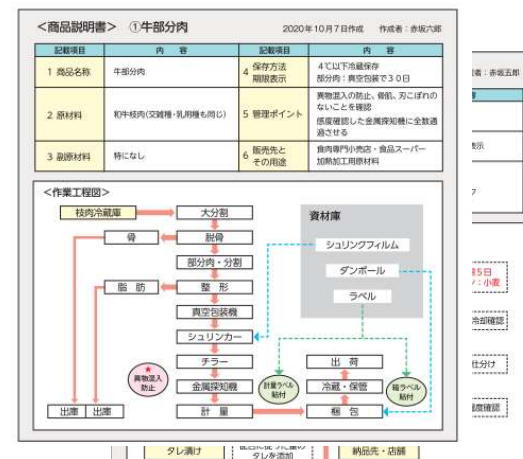 <商品説明書> ①牛部分肉
2020年10月7日作成 作成者：赤坂六郎
記載項目 内 容 記載項目 内 容
1 商品名称 牛部分肉
4 保存方法 期限表示
4℃以下冷蔵保存
部分肉：真空包装で30日
2 原材料 和牛枝肉(交雑種・乳用種も同じ)
5 管理ポイント
異物混入の防止、骨肌、刃こぼれの
ないことを確認
感度確認した金属探知機に全数通
過させる
3 副原材料 特になし
6 販売先と その用途
食肉専門小売店・食品スーパー
加熱加工用原材料
<作業工程図>
枝肉冷蔵庫 大分割
骨 脱骨
部分肉・分割
脂 肪 整 形
真空包装機
シュリンカー
チラー
金属探知機
計 量
★
異物混入
防止
出庫 出庫
資材庫
シュリングフィルム
ダンボール
ラベル
計量ラベル
貼付
出 荷
冷蔵・保管
梱 包
箱ラベル
貼付
者：赤坂五郎
表示
5日
：小麦
冷却確認
仕分け
温度確認
タレ漬け
タレを添加
納品先・店舗